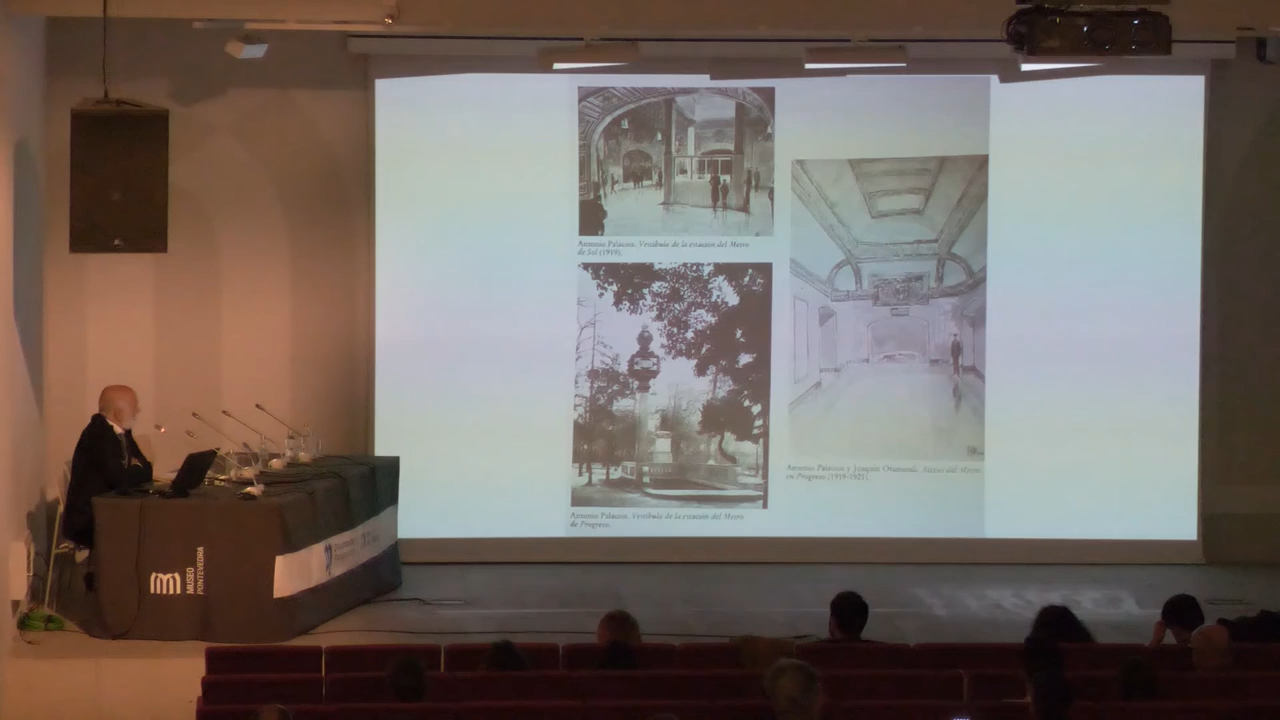 Antonio Palacios. Vestíbulo de la estación del Metro
de Sol (1919).
Antonio Palacios y Joaquín Otamendi. Acceso del Metro
en Progreso (1919-1921).
Antonio Palacios. Vestíbulo de la estación del Metro
de Progreso.
MUSEO
PONTEVEDRA